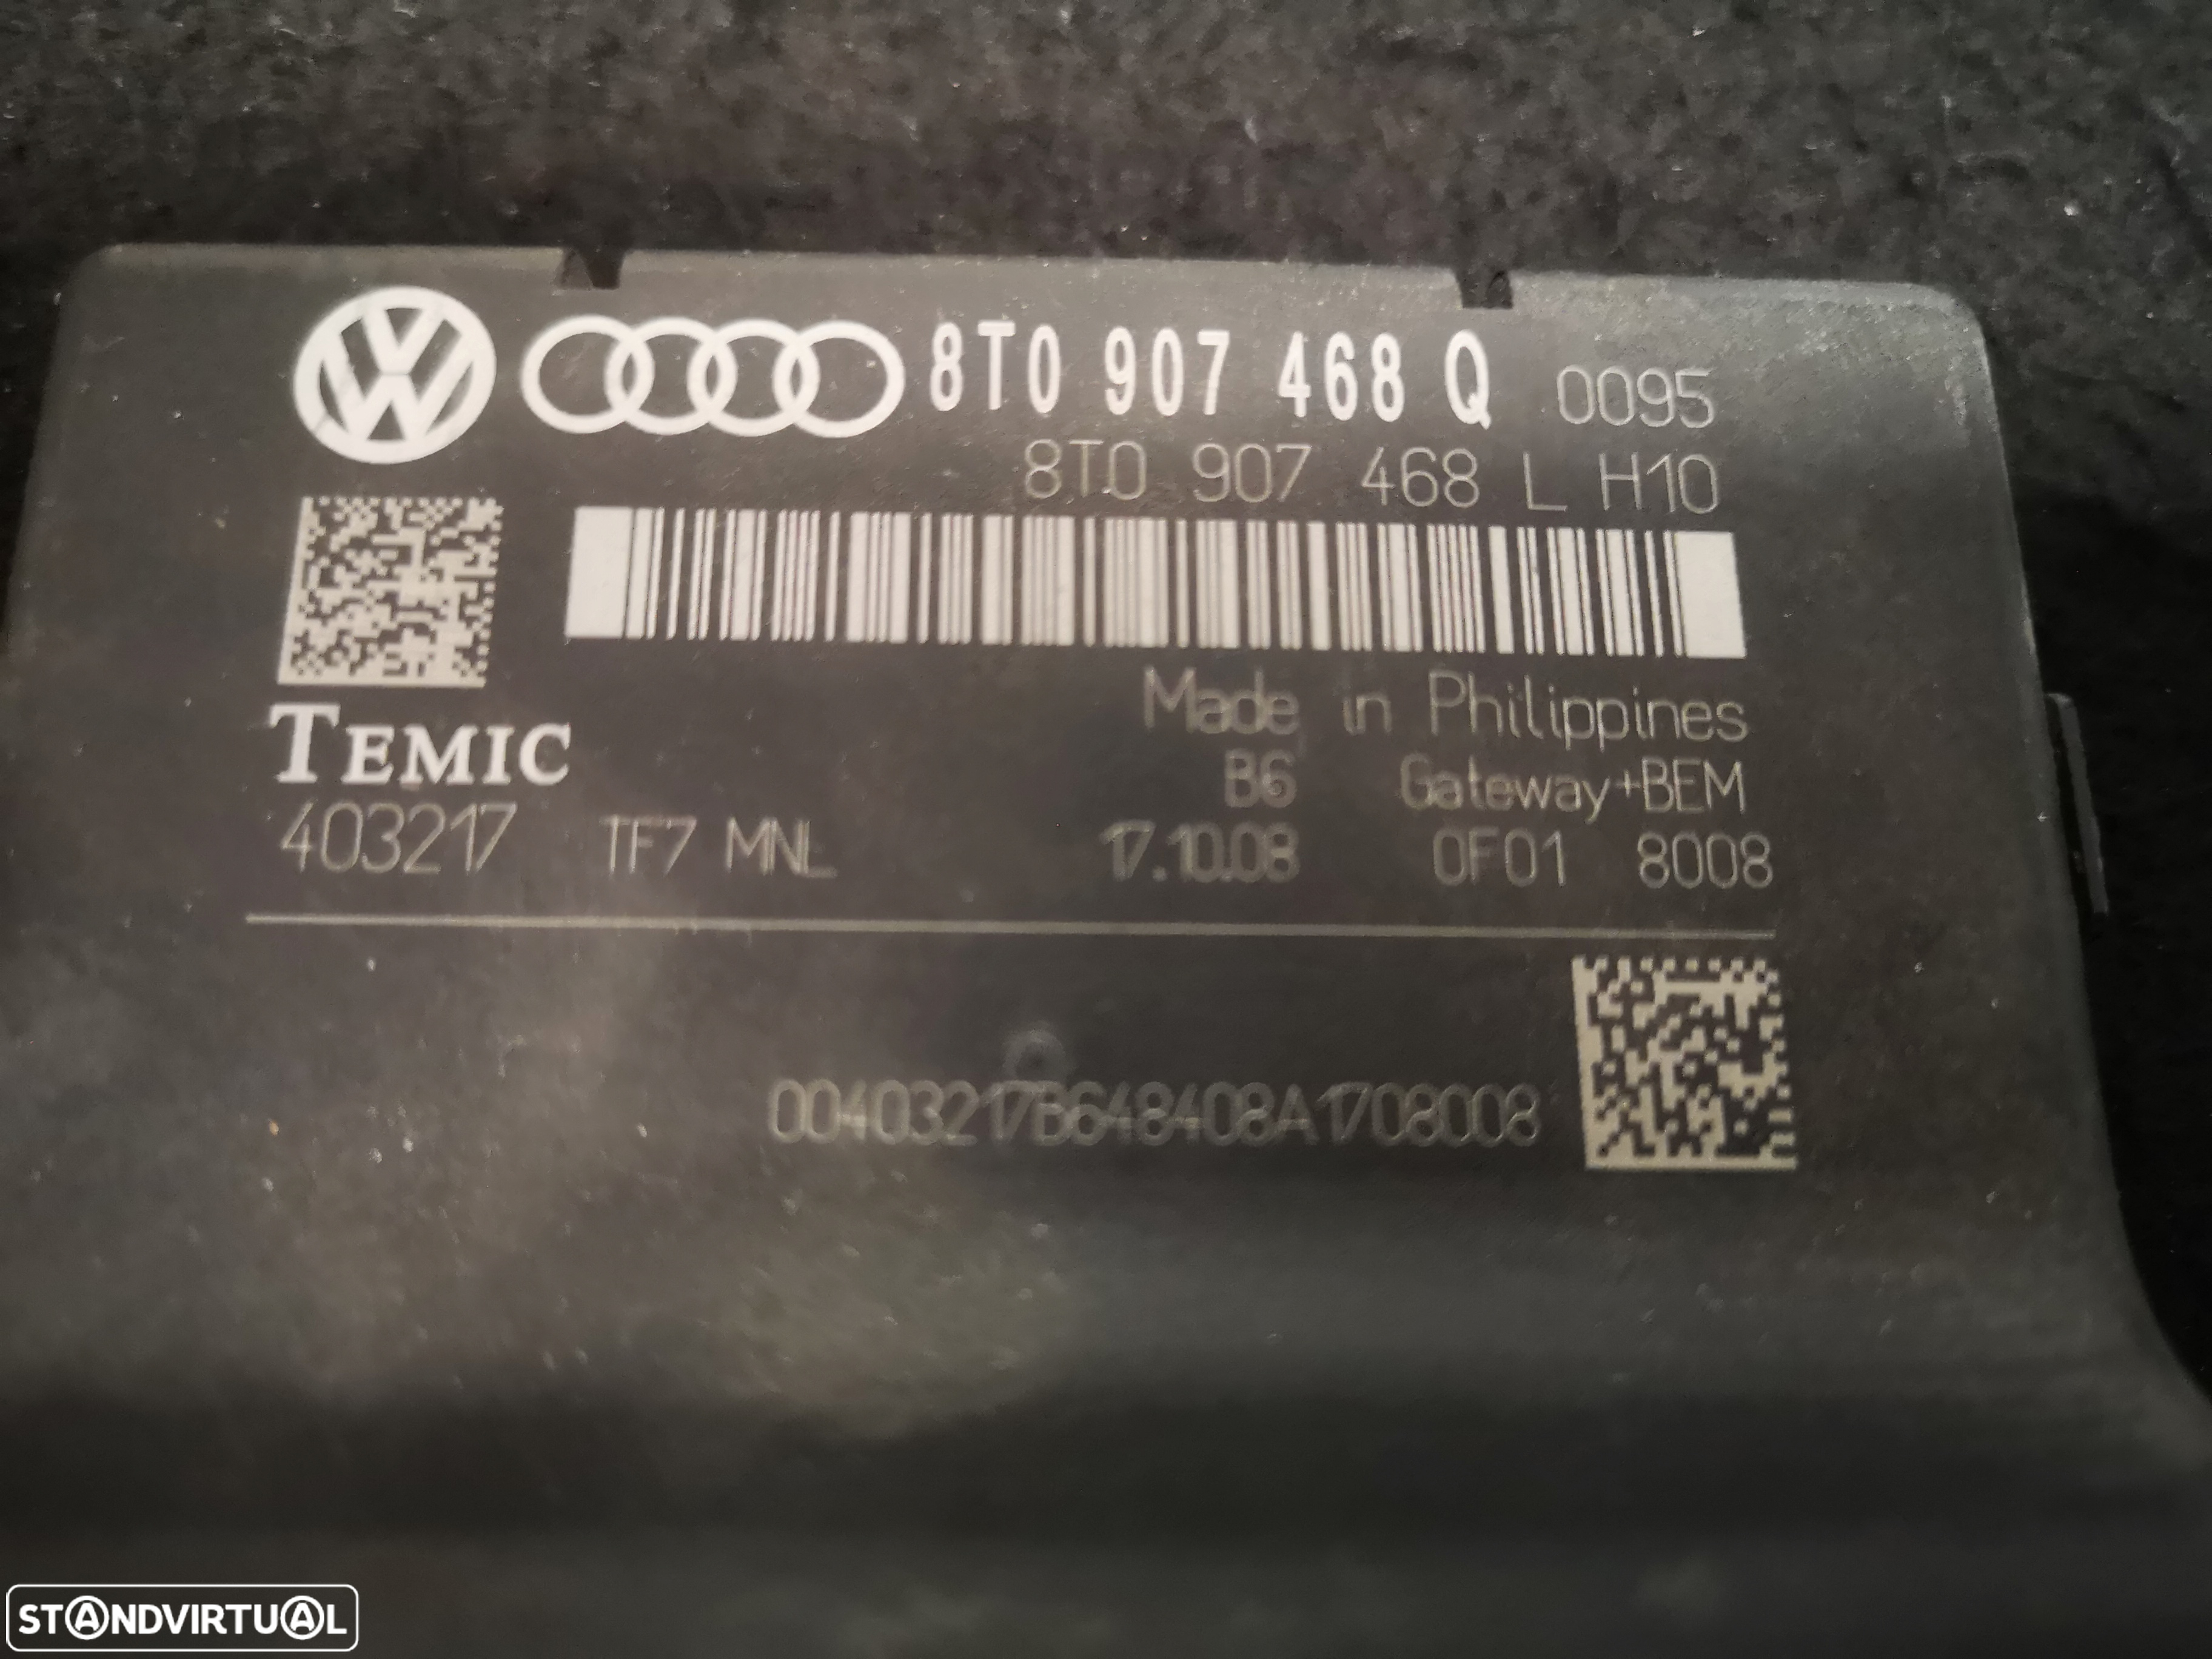 8T0 907 468 Q 0095
8T0 907 468 L H10
TEMIC
Made in Philippines
B6 Gateway+BEM
403217 TF7 MNL 17.10.08 0F01 8008
00403217B648408A1708008
STANDVIRTUAL